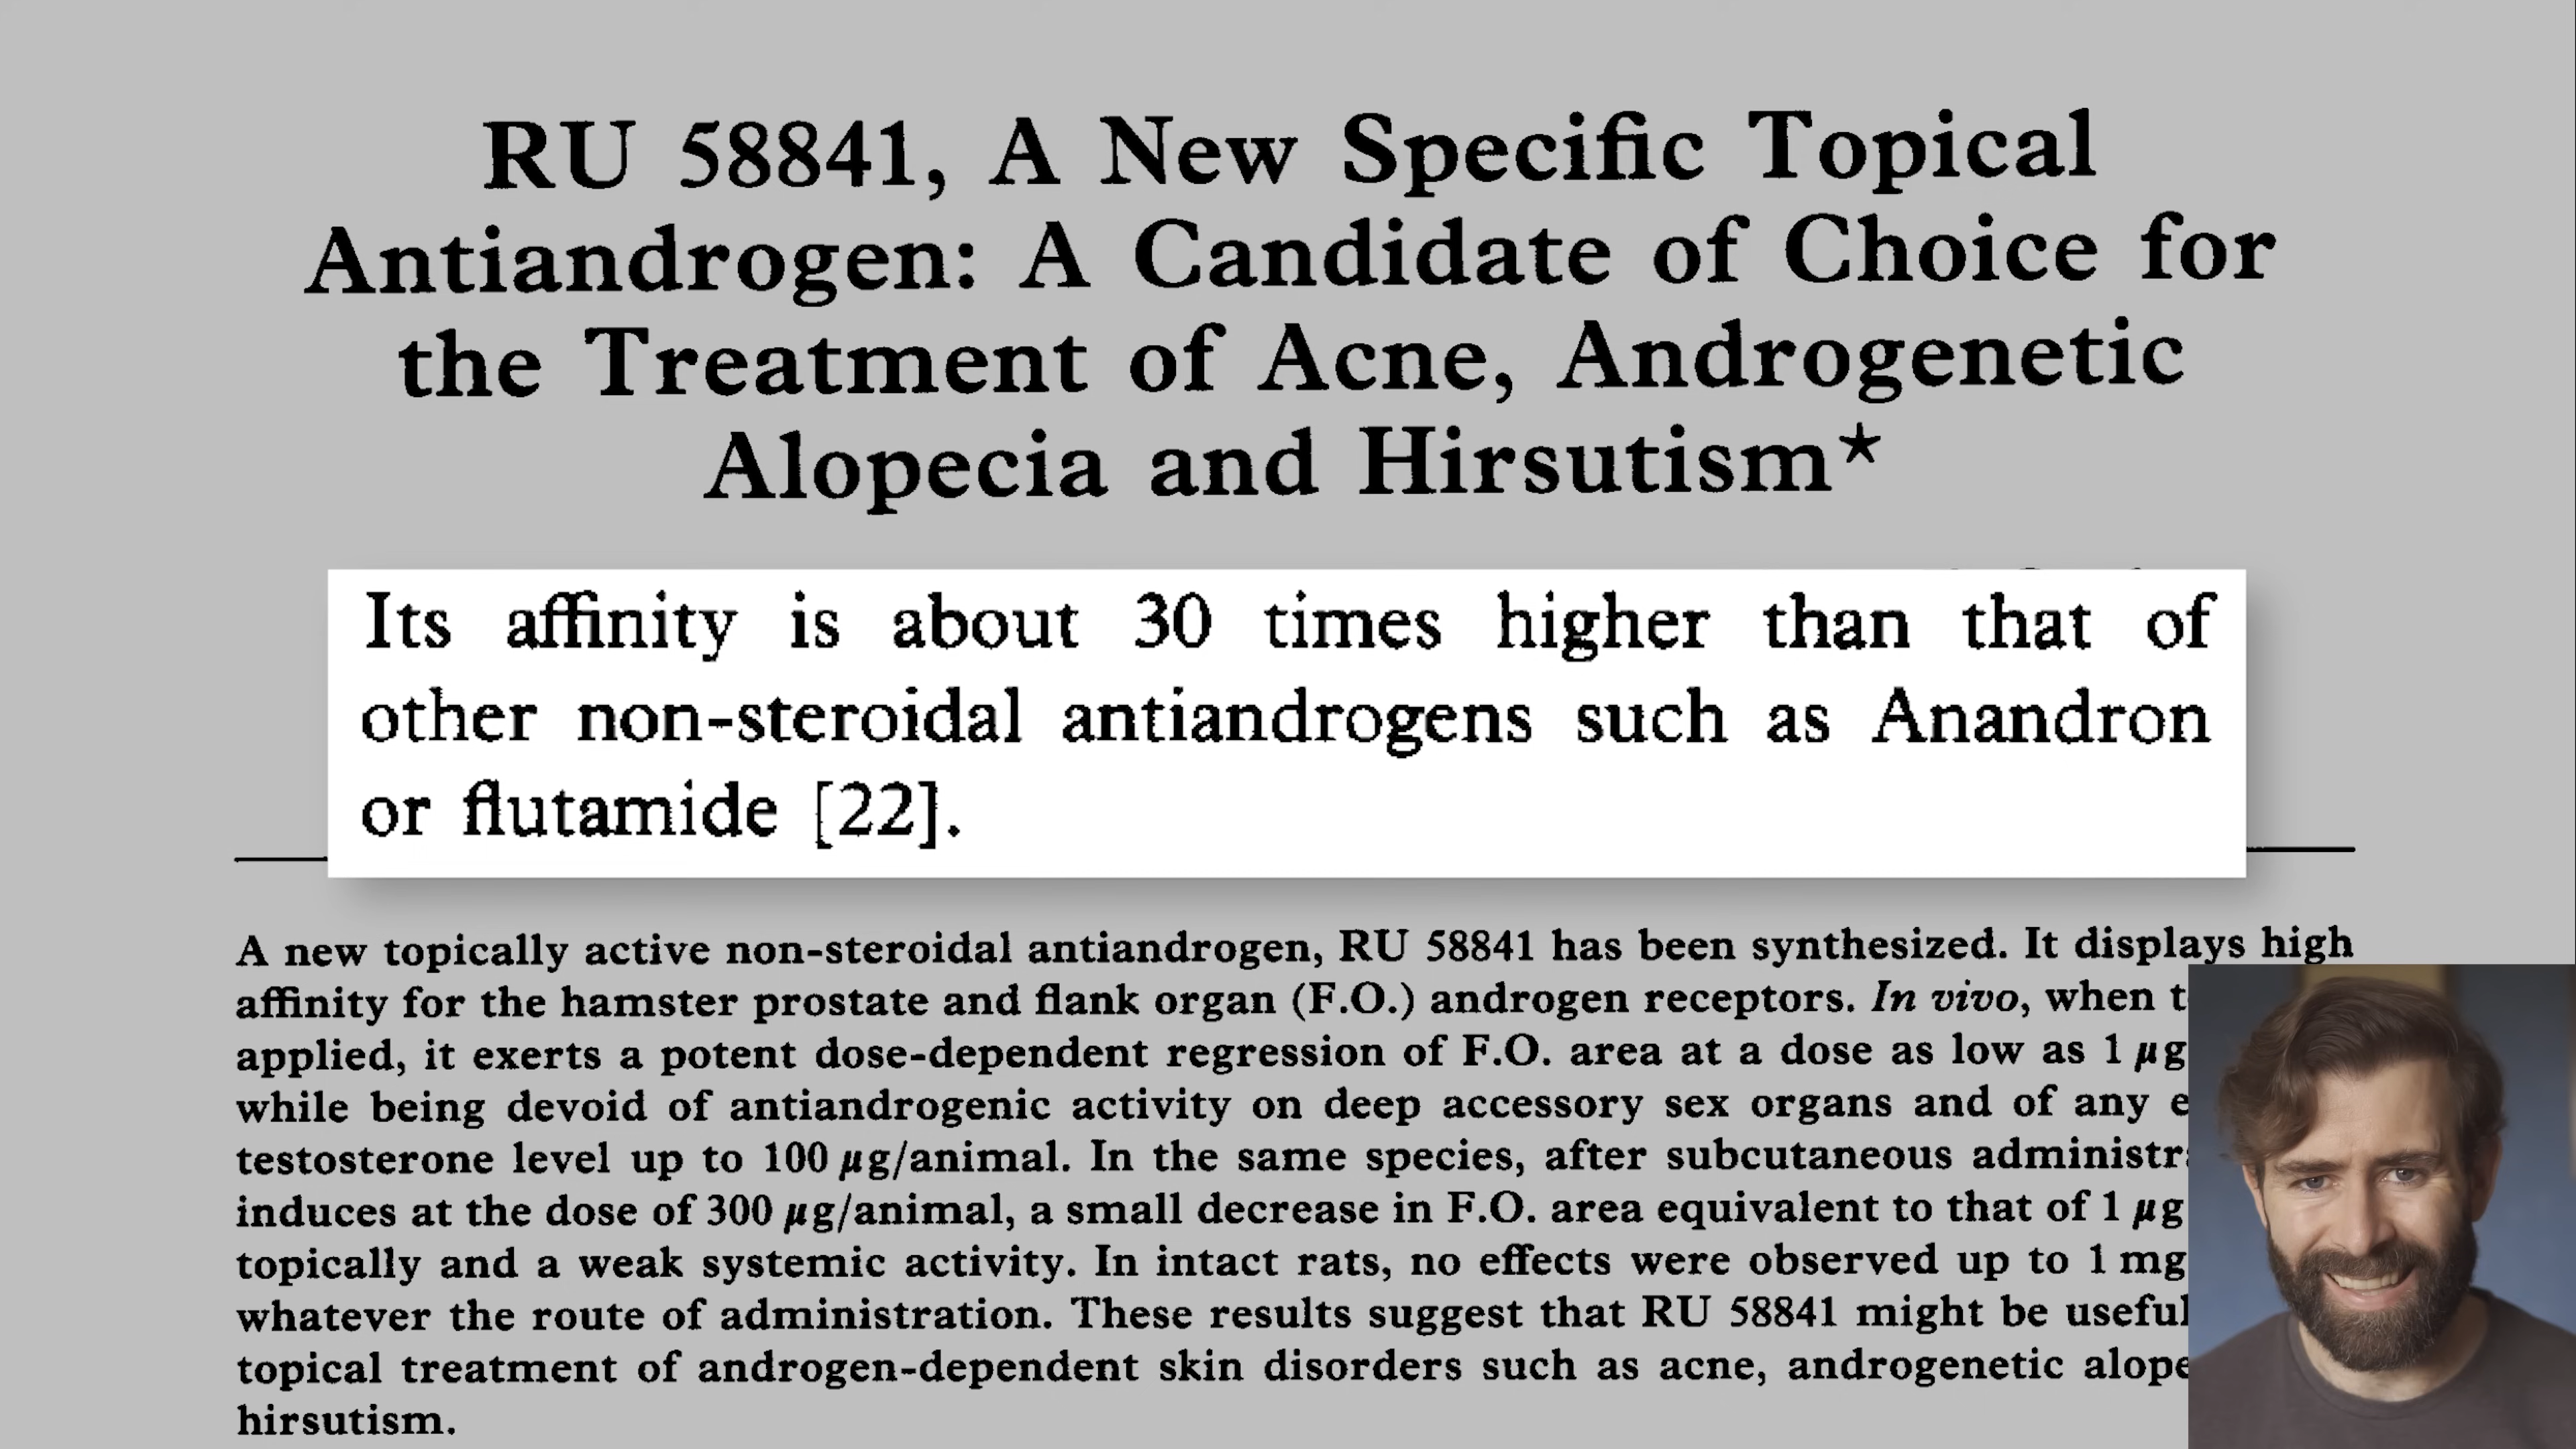 RU 58841, A New Specific Topical
Antiandrogen: A Candidate of Choice for
the Treatment of Acne, Androgenetic
Alopecia and Hirsutism*
Its affinity is about 30 times higher than that of
other non-steroidal antiandrogens such as Anandron
or flutamide [22].
A new topically active non-steroidal antiandrogen, RU 58841 has been synthesized. It displays high
affinity for the hamster prostate and flank organ (F.O.) androgen receptors. In vivo, when
applied, it exerts a potent dose-dependent regression of F.O. area at a dose as low as 1 μg
while being devoid of antiandrogenic activity on deep accessory sex organs and of any
testosterone level up to 100 μg/animal. In the same species, after subcutaneous
induces at the dose of 300 μg/animal, a small decrease in F.O. area equivalent to that of 1 μg
topically and a weak systemic activity. In intact rats, no effects were observed up to 1 mg
whatever the route of administration. These results suggest that RU 58841 might be useful
topical treatment of androgen-dependent skin disorders such as acne, androgenetic
hirsutism.